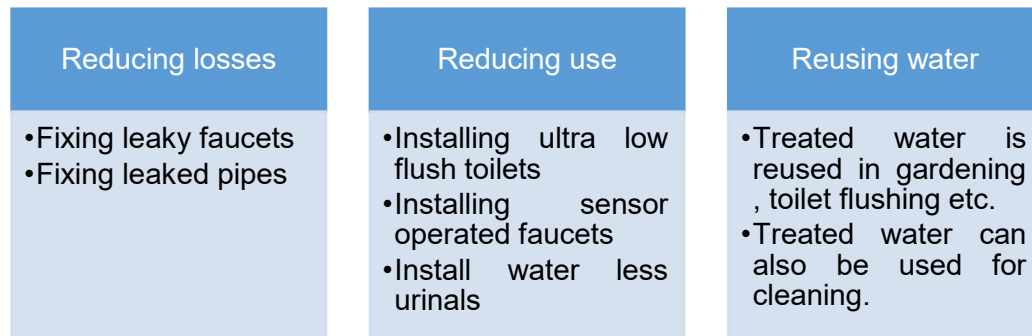 Reducing losses
•Fixing leaky faucets
•Fixing leaked pipes
Reducing use
•Installing ultra low
flush toilets
•Installing sensor
operated faucets
•Install water less
urinals
Reusing water
•Treated water is
reused in gardening
, toilet flushing etc.
•Treated water can
also be used for
cleaning.